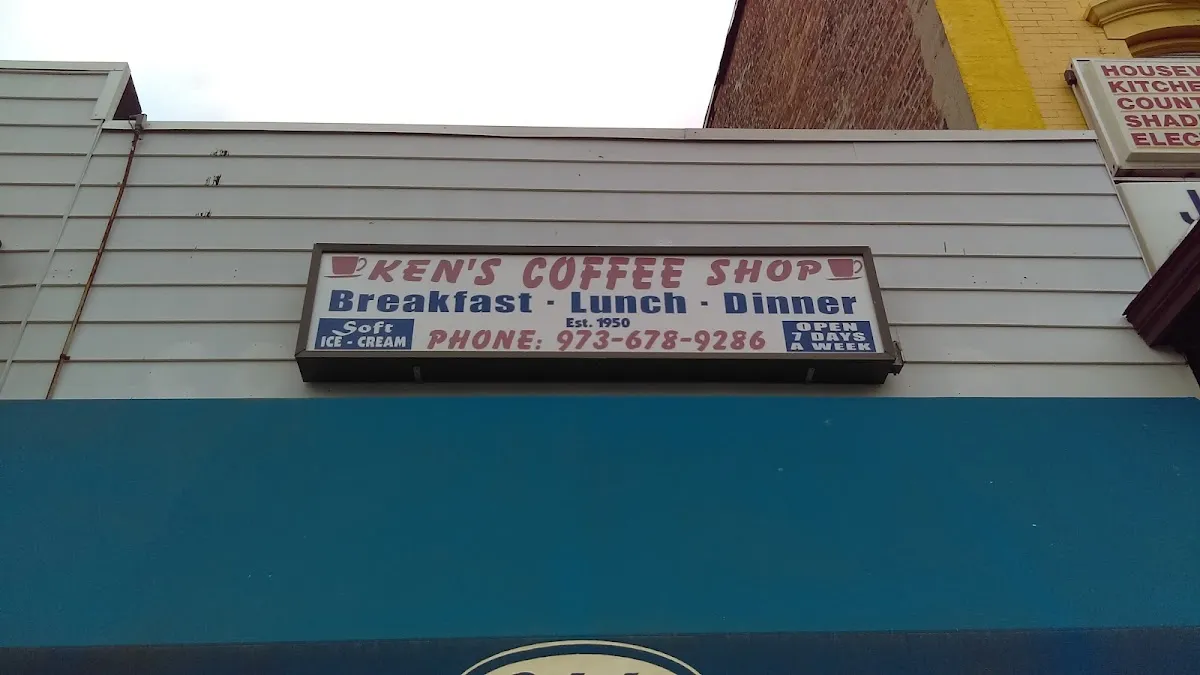 KEN'S COFFEE SHOP
Breakfast · Lunch · Dinner
Est. 1950
Soft
ICE - CREAM
PHONE: 973-678-9286
OPEN
7 DAYS
A WEEK